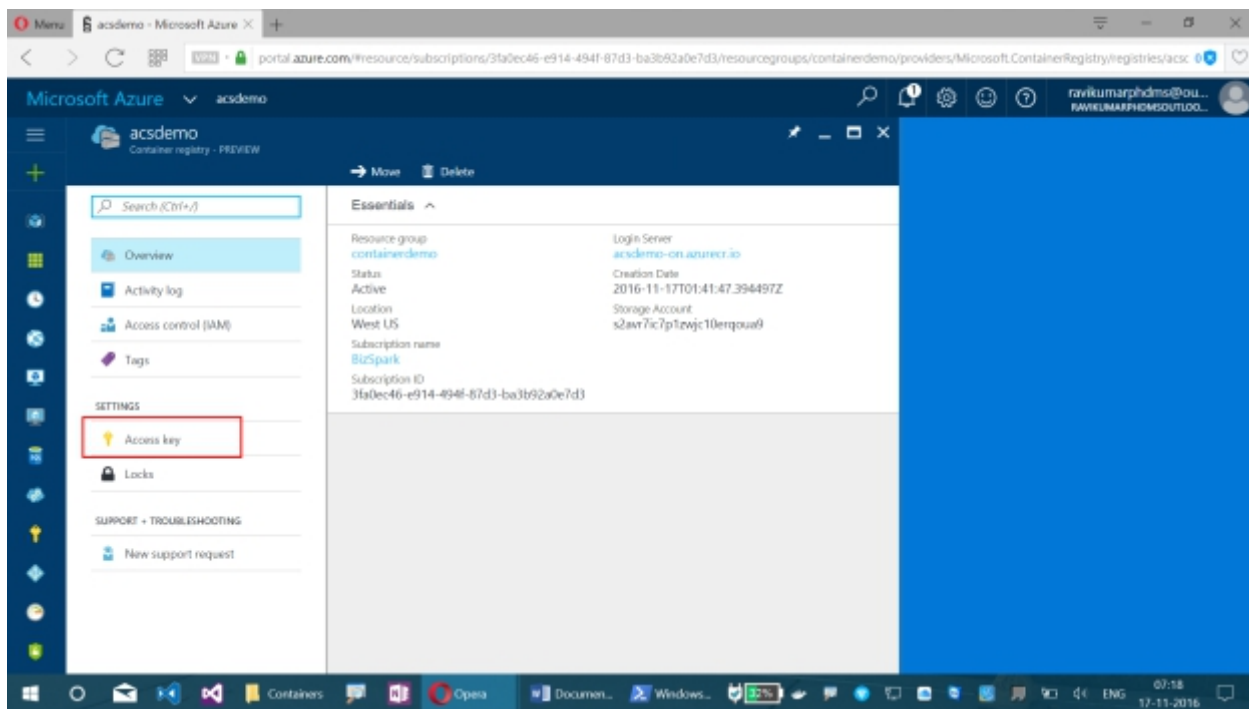 Menu
acsdemo - Microsoft Azure
VPN
portal.azure.com/#resource/subscriptions/3fa0ec46-e914-494f-87d3-ba3b92a0e7d3/resourcegroups/containerdemo/providers/Microsoft.ContainerRegistry/registries/acsc
0
Microsoft Azure acsdemo
ravikumarphdms@ou...
RAVIKUMARPHDMSOUTLOO...
acsdemo
Container registry - PREVIEW
Move Delete
Search (Ctrl+/)
Overview
Activity log
Access control (IAM)
Tags
SETTINGS
Access key
Locks
SUPPORT + TROUBLESHOOTING
New support request
Essentials
Resource group
containerdemo
Status
Active
Location
West US
Subscription name
BizSpark
Subscription ID
3fa0ec46-e914-494f-87d3-ba3b92a0e7d3
Login Server
acsdemo-on.azurecr.io
Creation Date
2016-11-17T01:41:47.394497Z
Storage Account
s2avr7ic7p1zwjc10erqoua9
Containers Opera Documen... Windows... 32% ENG 07:18
17-11-2016